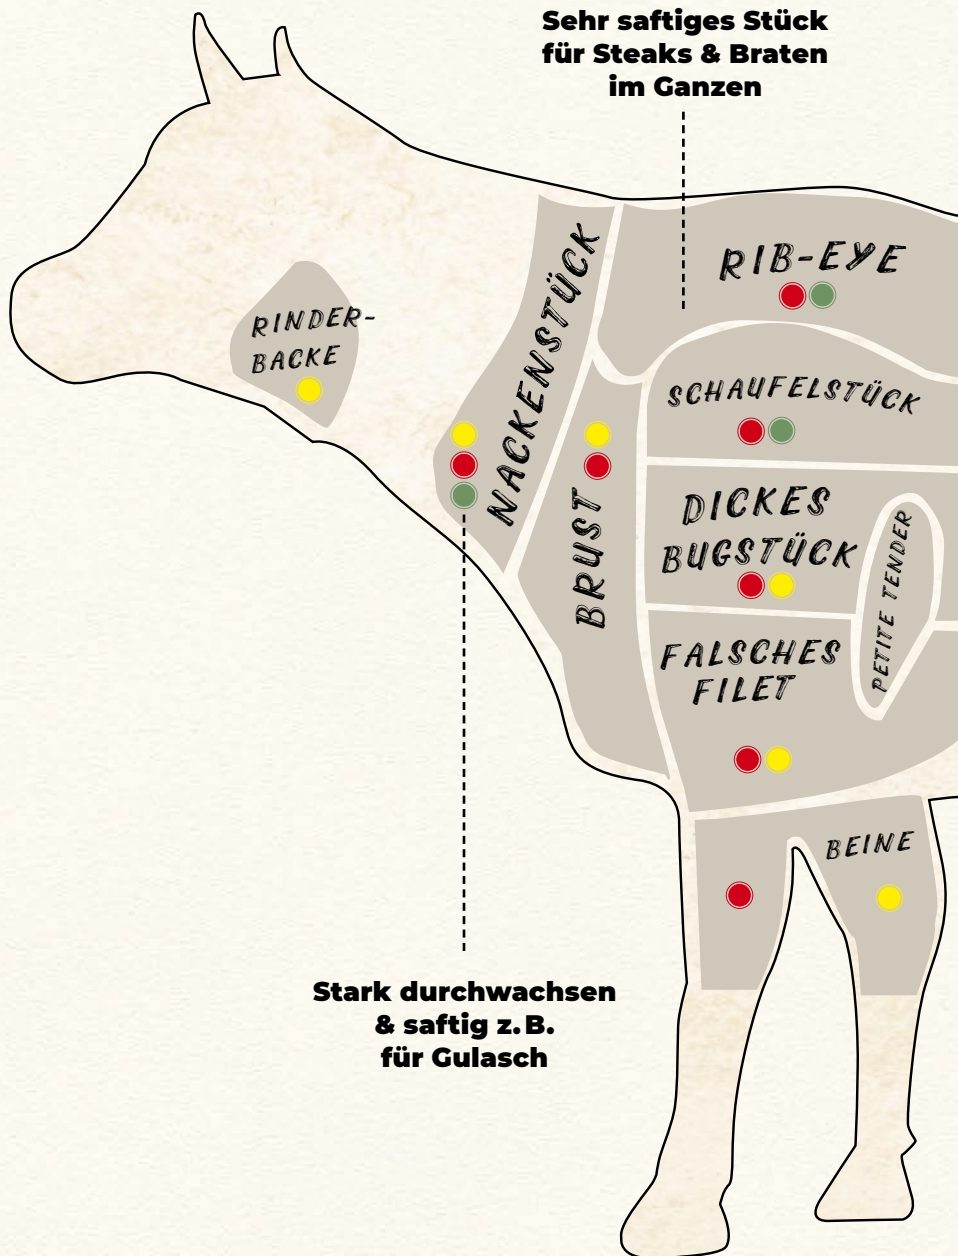 Sehr saftiges Stück
für Steaks & Braten
im Ganzen
RIB-EYE
RINDER-
BACKE
NACKENSTÜCK
SCHAUFELSTÜCK
BRUST
DICKES
BUGSTÜCK
PETITE TENDER
FALSCHES
FILET
BEINE
Stark durchwachsen
& saftig z. B.
für Gulasch